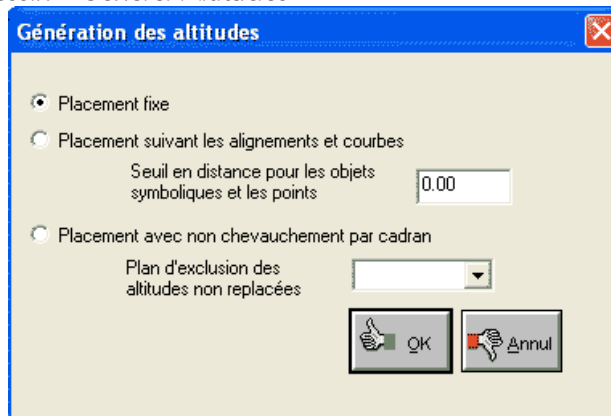 Génération des altitudes
Placement fixe
Placement suivant les alignements et courbes
Seuil en distance pour les objets
symboliques et les points
0.00
Placement avec non chevauchement par cadran
Plan d'exclusion des
altitudes non replacées
OK
Annul